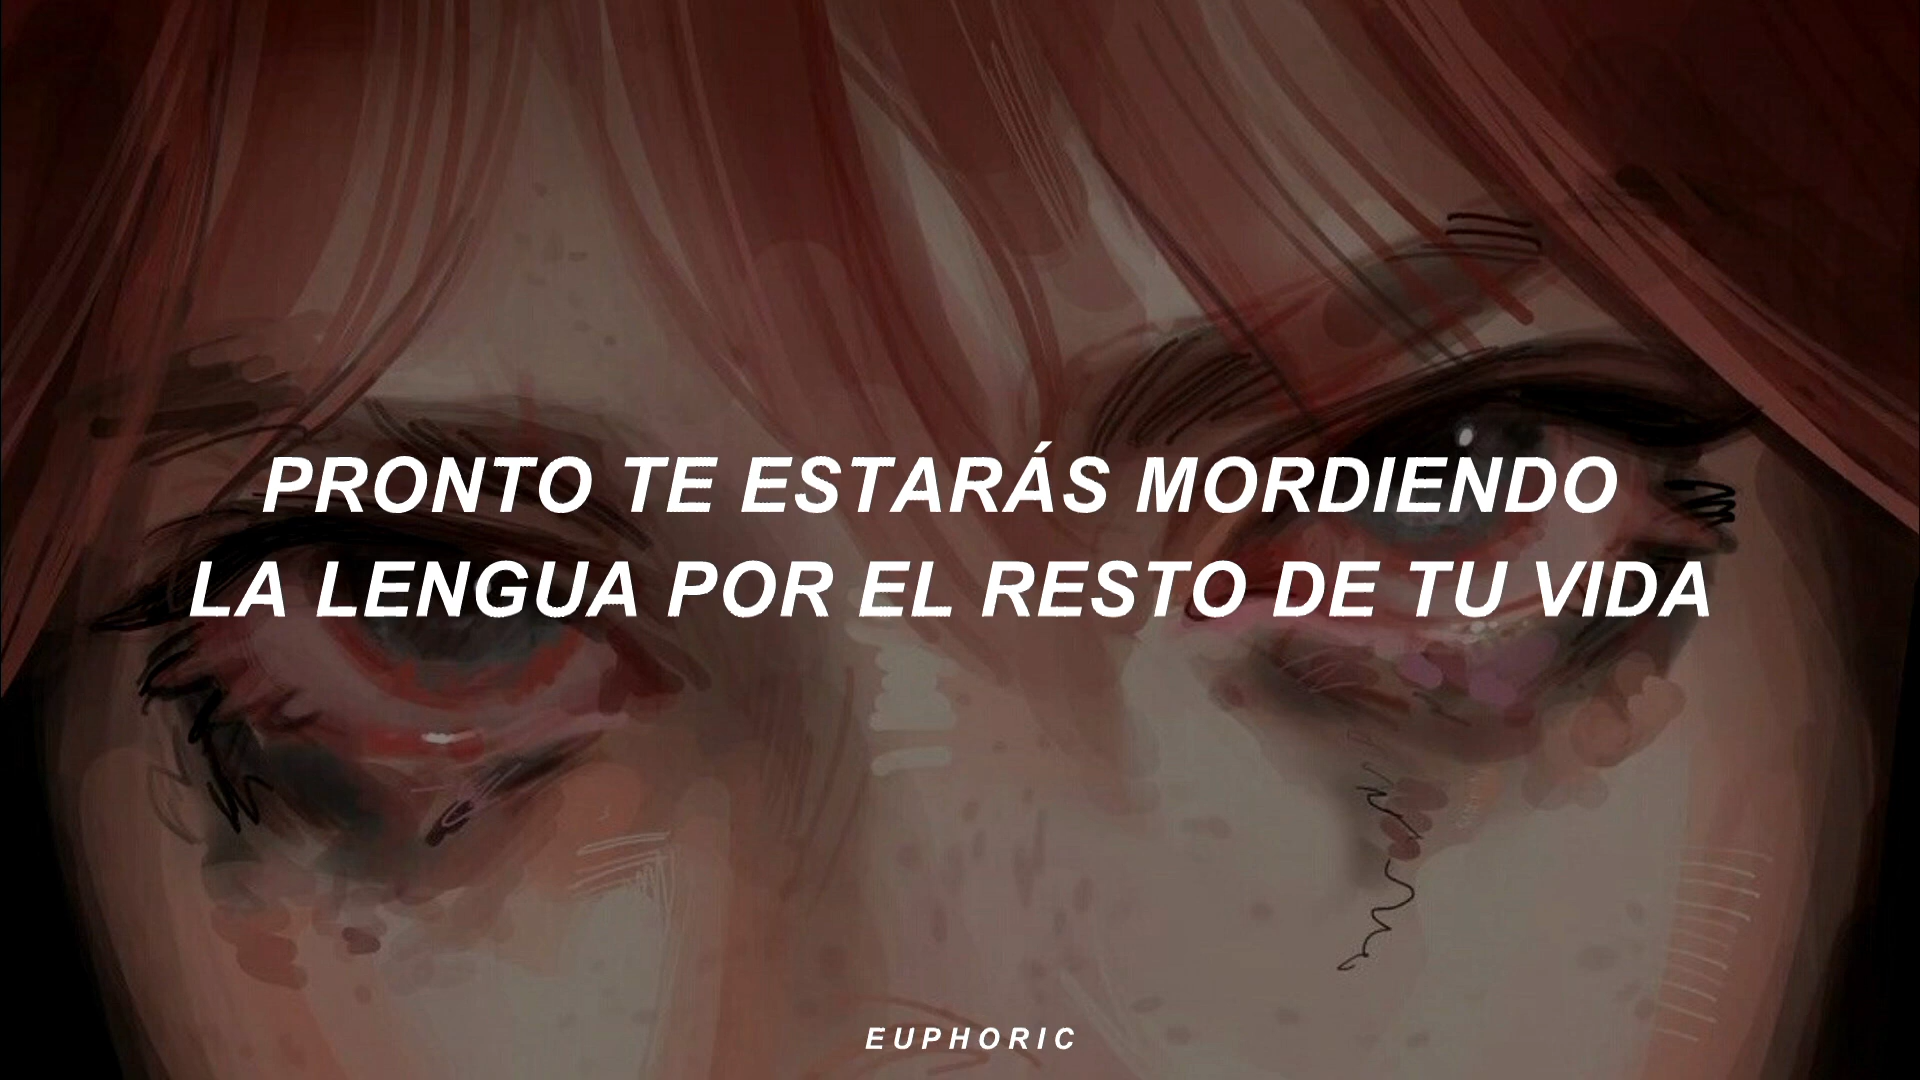 PRONTO TE ESTARÁS MORDIENDO
LA LENGUA POR EL RESTO DE TU VIDA
EUPHORIC